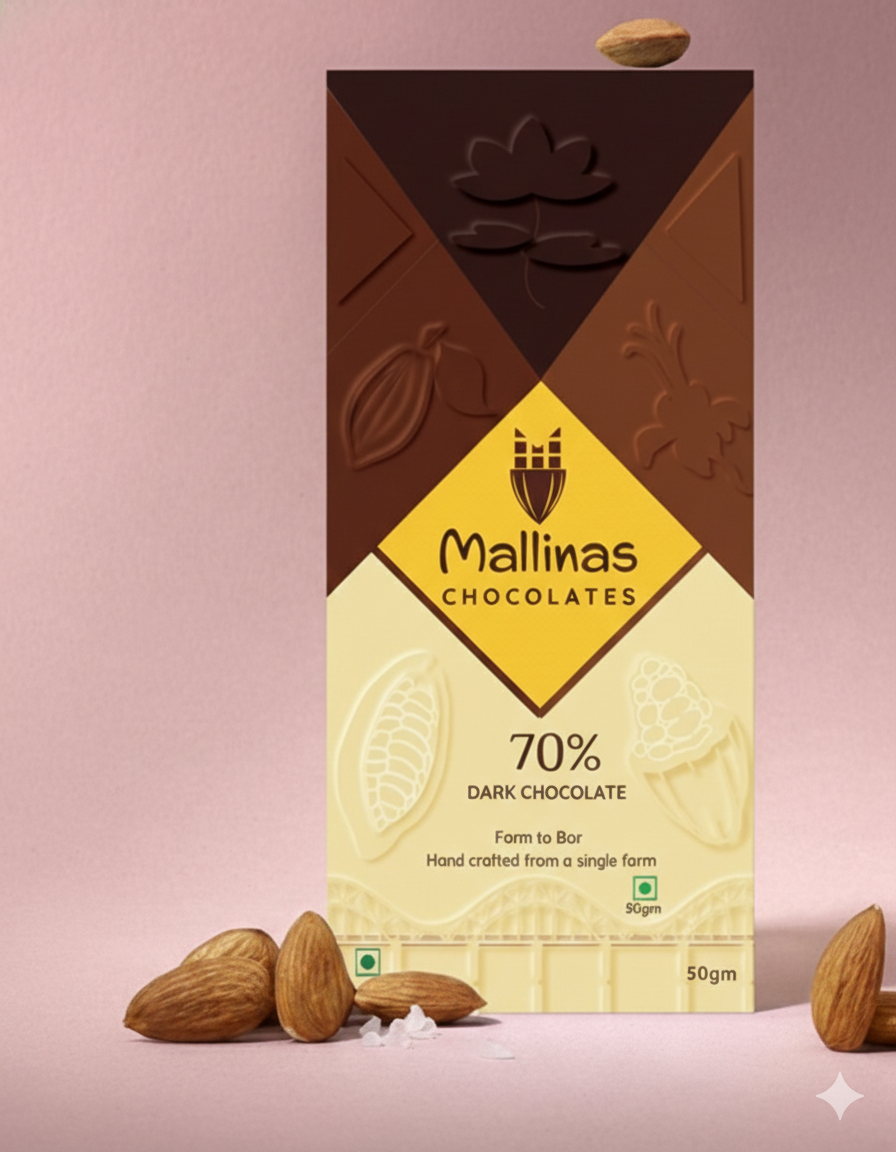 Mallinas
CHOCOLATES
70%
DARK CHOCOLATE
Form to Bor
Hand crafted from a single farm
SGgm
50gm